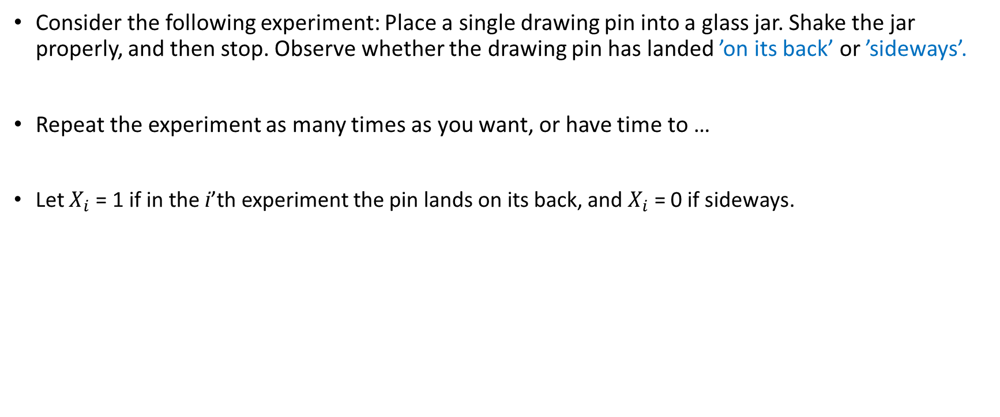 • Consider the following experiment: Place a single drawing pin into a glass jar. Shake the jar
properly, and then stop. Observe whether the drawing pin has landed ’on its back’ or ’sideways’.
• Repeat the experiment as many times as you want, or have time to …
• Let 𝑋𝑖 = 1 if in the i’th experiment the pin lands on its back, and 𝑋𝑖 = 0 if sideways.